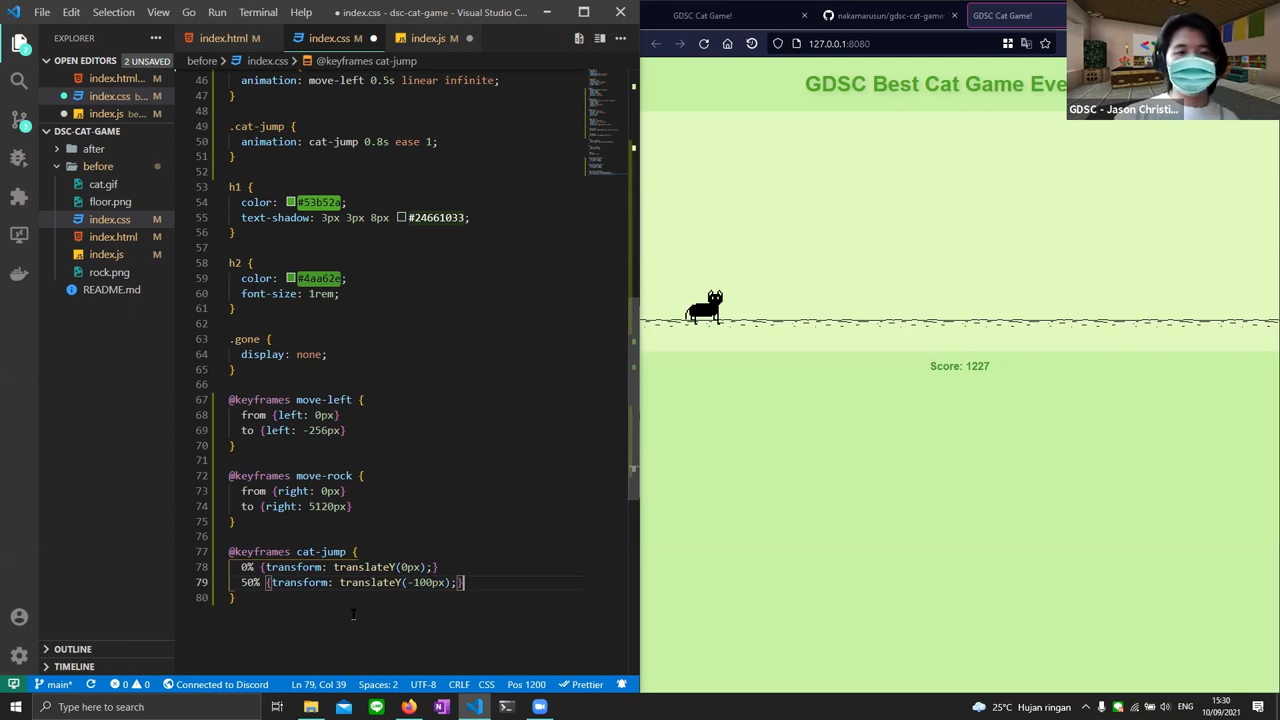 File Edit Selection View Go Run Terminal Help
● index.css - dsc-cat-game - Visual Studio C...
GDSC Cat Game!
nakamarusun/gdsc-cat-game:
GDSC Cat Game!
127.0.0.1:8080
EXPLORER
index.html M
index.css M
index.js M
before > index.css > @keyframes cat-jump
OPEN EDITORS 2 UNSAVED
index.html... M
index.css b... M
index.js b... M
DSC-CAT-GAME
after
before
cat.gif
floor.png
index.css M
index.html M
index.js M
rock.png
README.md
OUTLINE
TIMELINE
46 animation: move-left 0.5s linear infinite;
47 }
48
49 .cat-jump {
50 animation: cat-jump 0.8s ease 1;
51 }
52
53 h1 {
54 color: #53b52a;
55 text-shadow: 3px 3px 8px #24661033;
56 }
57
58 h2 {
59 color: #4aa62e;
60 font-size: 1rem;
61 }
62
63 .gone {
64 display: none;
65 }
66
67 @keyframes move-left {
68 from {left: 0px}
69 to {left: -256px}
70 }
71
72 @keyframes move-rock {
73 from {right: 0px}
74 to {right: 5120px}
75 }
76
77 @keyframes cat-jump {
78 0% {transform: translateY(0px);}
79 50% {transform: translateY(-100px);}
80 }
GDSC Best Cat Game Eve
GDSC - Jason Christi...
Score: 1227
3
main* 0 0 Connected to Discord Ln 79, Col 39 Spaces: 2 UTF-8 CRLF CSS Pos 1200 Prettier
Type here to search
25°C Hujan ringan
15:30
10/09/2021